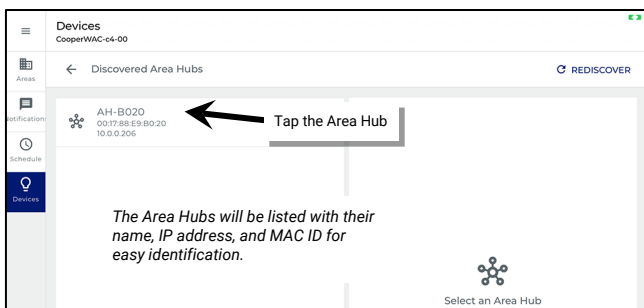 Devices
CooperWAC-c4-00
Areas
Discovered Area Hubs
REDISCOVER
Notification
AH-B020
00:17:88:E9:B0:20
10.0.0.206
Tap the Area Hub
Schedule
Devices
The Area Hubs will be listed with their
name, IP address, and MAC ID for
easy identification.
Select an Area Hub